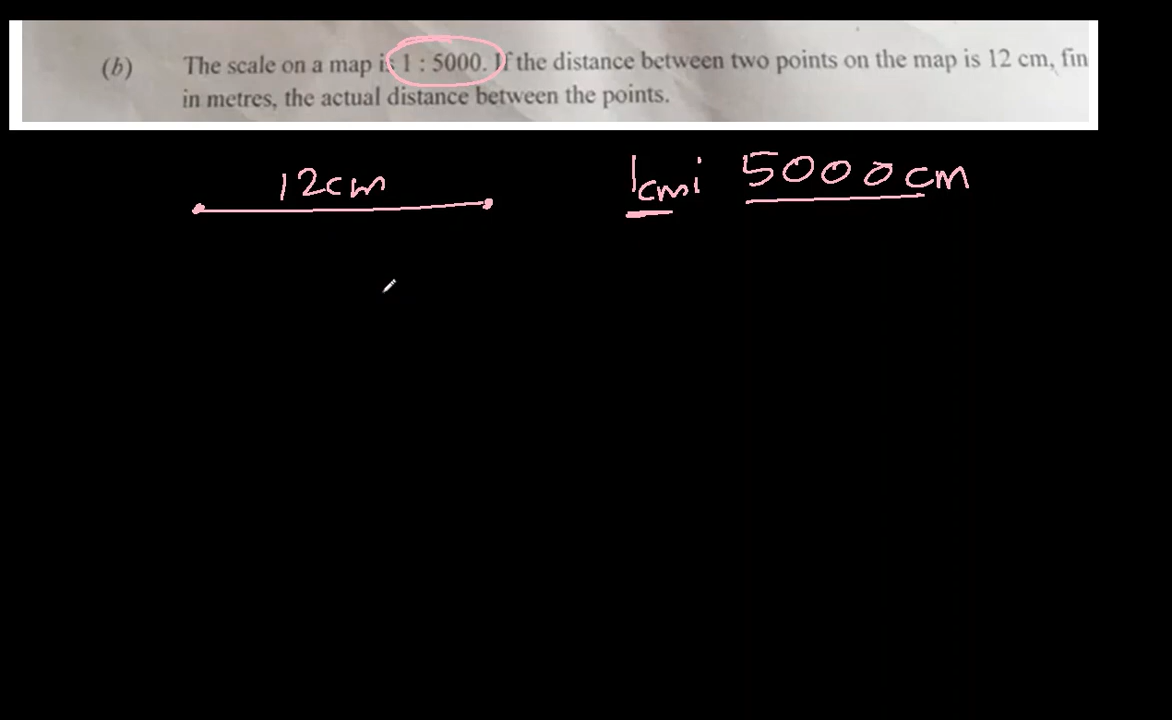 (b) The scale on a map is 1 : 5000. If the distance between two points on the map is 12 cm, fin
in metres, the actual distance between the points.
12cm 1cm: 5000cm